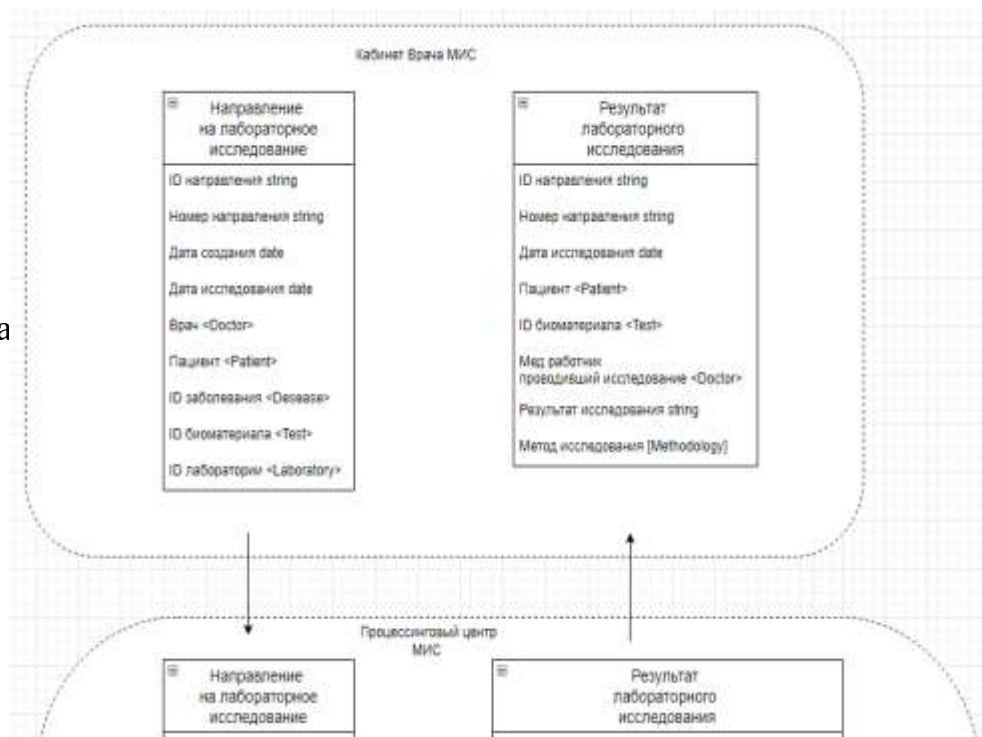 Кабинет Врача МИС
Направление
на лабораторное
исследование
ID направления string
Номер направления string
Дата создания date
Дата исследования date
Врач <Doctor>
Пациент <Patient>
ID заболевания <Desease>
ID биоматериала <Test>
ID лаборатории <Laboratory>
Результат
лабораторного
исследования
ID направления string
Номер направления string
Дата исследования date
Пациент <Patient>
ID биоматериала <Test>
Мед работник
проводивший исследование <Doctor>
Результат исследования string
Метод исследования [Methodology]
а
Процессинговый центр
МИС
Направление
на лабораторное
исследование
Результат
лабораторного
исследования